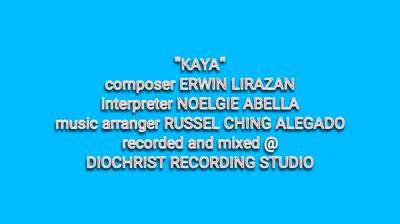 "KAYA"
composer ERWIN LIRAZAN
interpreter NOELGIE ABELLA
music arranger RUSSEL CHING ALEGADO
recorded and mixed @
DIOCHRIST RECORDING STUDIO